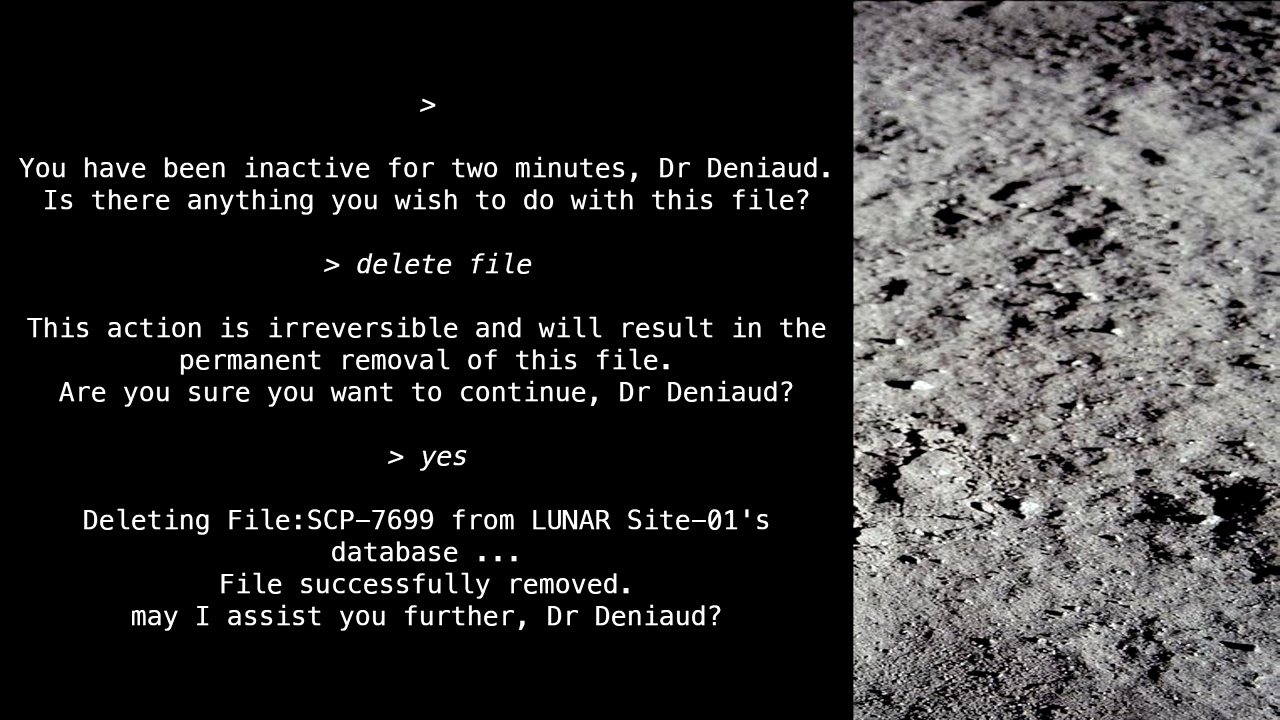 >
You have been inactive for two minutes, Dr Deniaud.
Is there anything you wish to do with this file?
> delete file
This action is irreversible and will result in the
permanent removal of this file.
Are you sure you want to continue, Dr Deniaud?
> yes
Deleting File:SCP–7699 from LUNAR Site–01's
database ...
File successfully removed.
may I assist you further, Dr Deniaud?